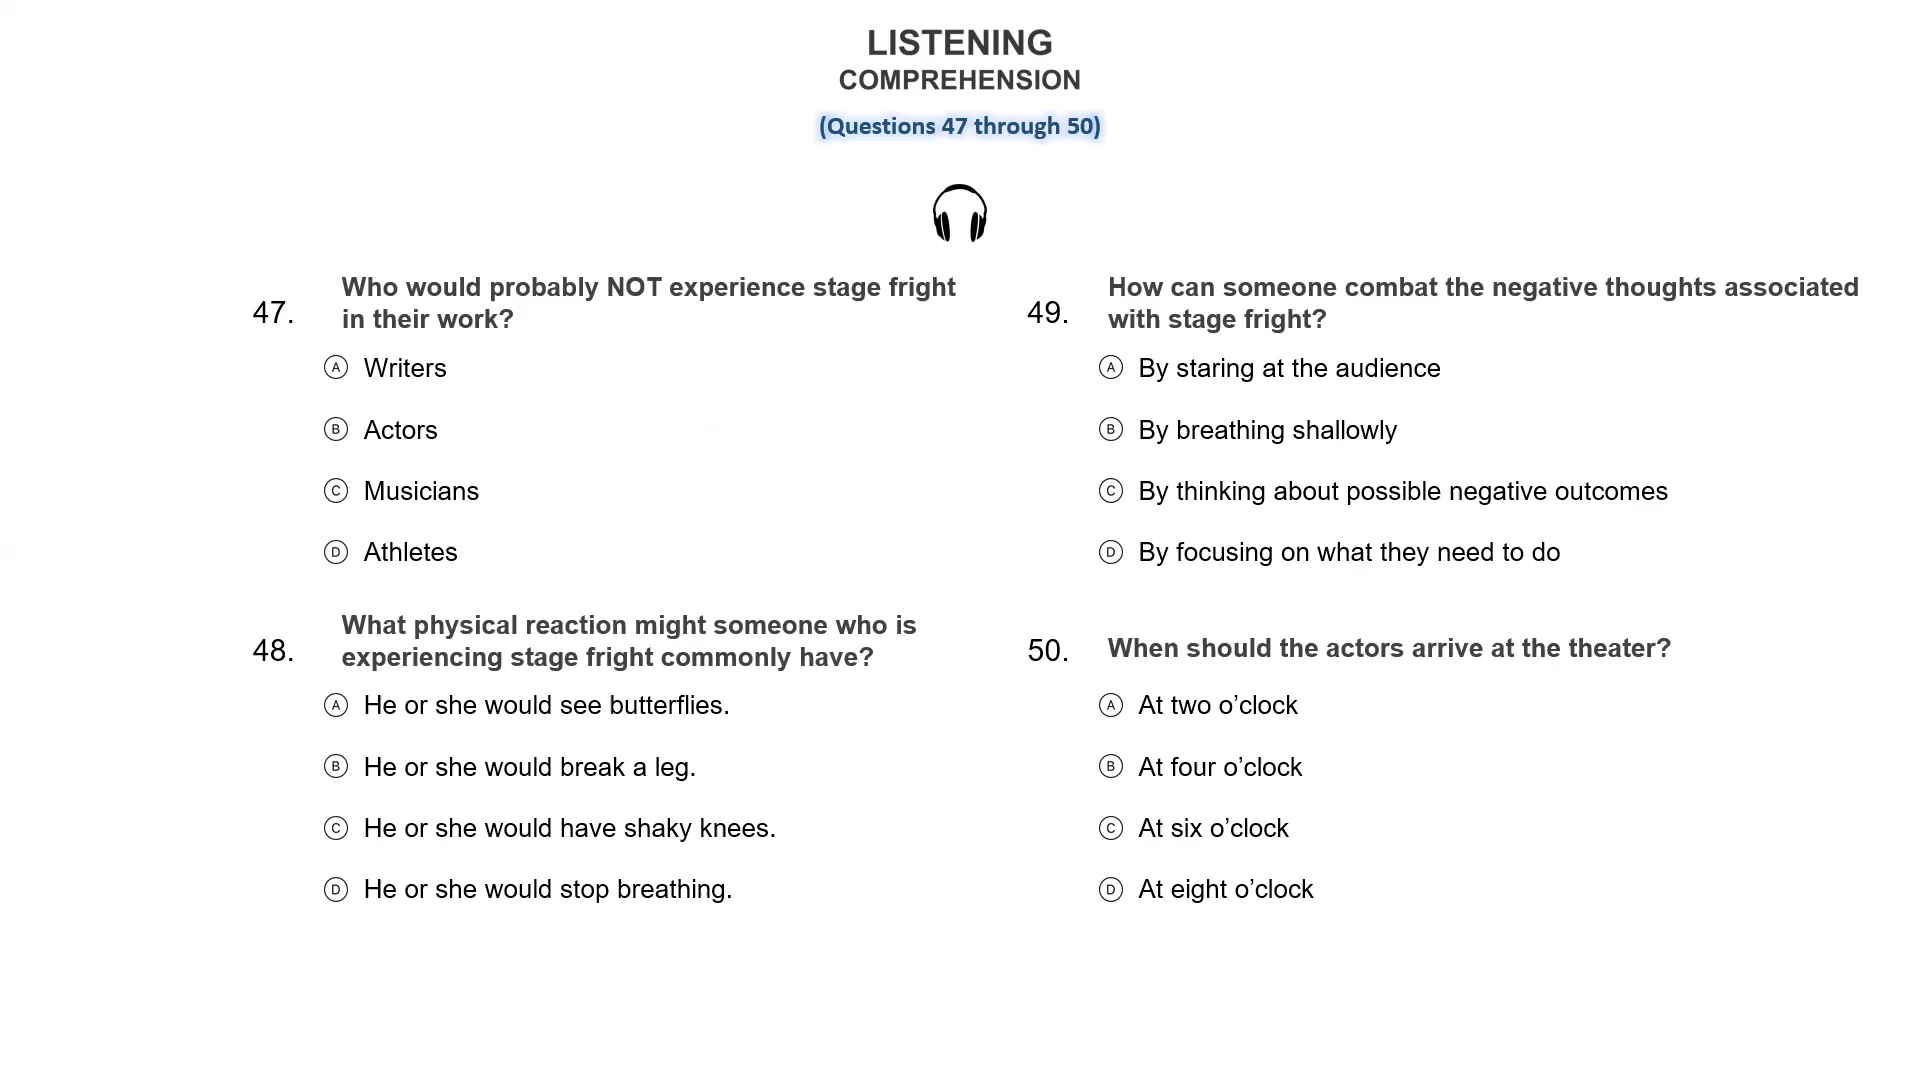 LISTENING
COMPREHENSION
(Questions 47 through 50)
47.
Who would probably NOT experience stage fright
in their work?
A Writers
B Actors
C Musicians
D Athletes
48.
What physical reaction might someone who is
experiencing stage fright commonly have?
A He or she would see butterflies.
B He or she would break a leg.
C He or she would have shaky knees.
D He or she would stop breathing.
49.
How can someone combat the negative thoughts associated
with stage fright?
A By staring at the audience
B By breathing shallowly
C By thinking about possible negative outcomes
D By focusing on what they need to do
50.
When should the actors arrive at the theater?
A At two o’clock
B At four o’clock
C At six o’clock
D At eight o’clock